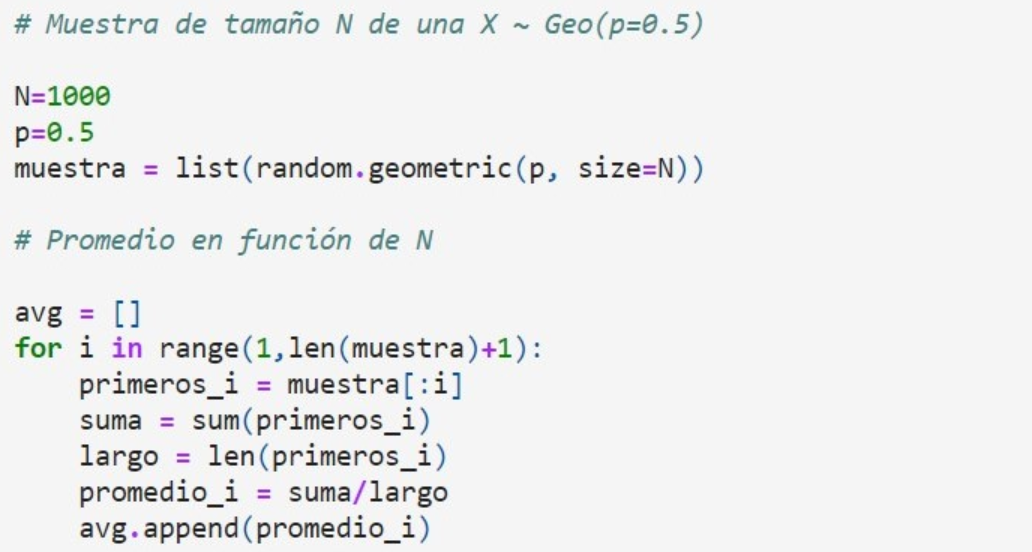 # Muestra de tamaño N de una X ~ Geo(p=0.5)
N=1000
p=0.5
muestra = list(random.geometric(p, size=N))
# Promedio en función de N
avg = []
for i in range(1,len(muestra)+1):
    primeros_i = muestra[:i]
    suma = sum(primeros_i)
    largo = len(primeros_i)
    promedio_i = suma/largo
    avg.append(promedio_i)